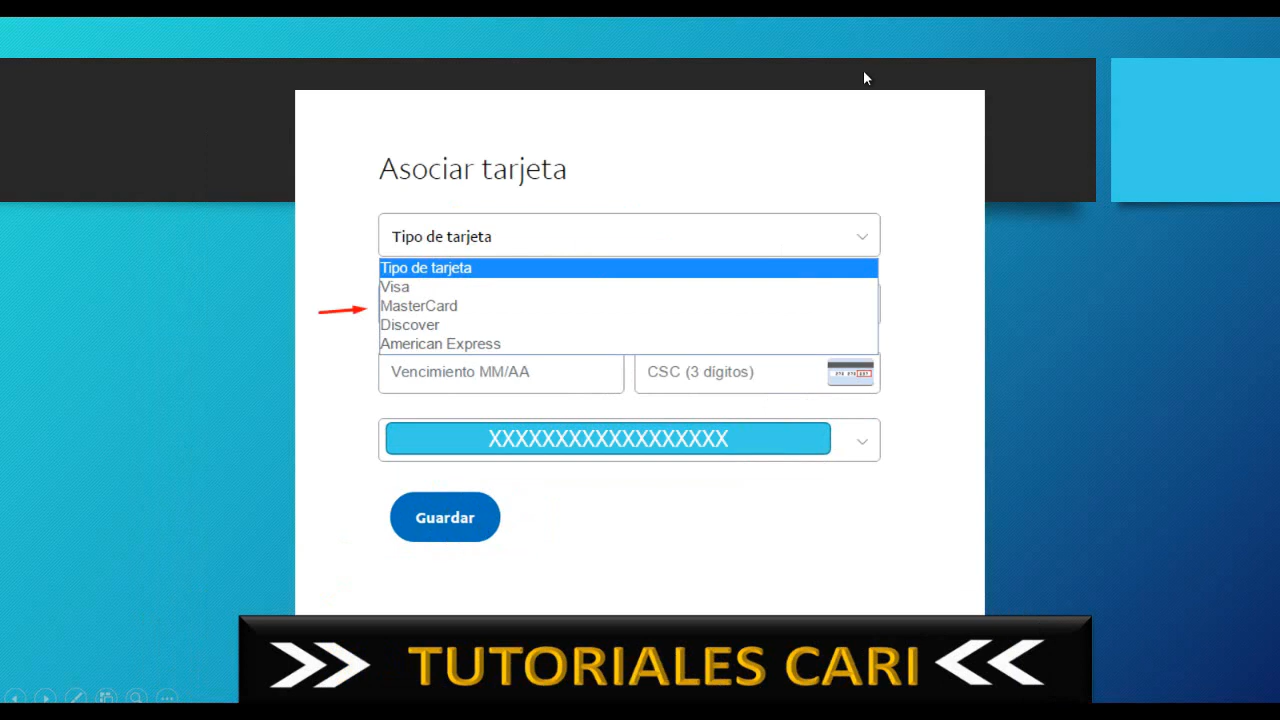 Asociar tarjeta
Tipo de tarjeta
Tipo de tarjeta
Visa
MasterCard
Discover
American Express
Vencimiento MM/AA
CSC (3 dígitos)
XXXXXXXXXXXXXXXXXX
Guardar
TUTORIALES CARI